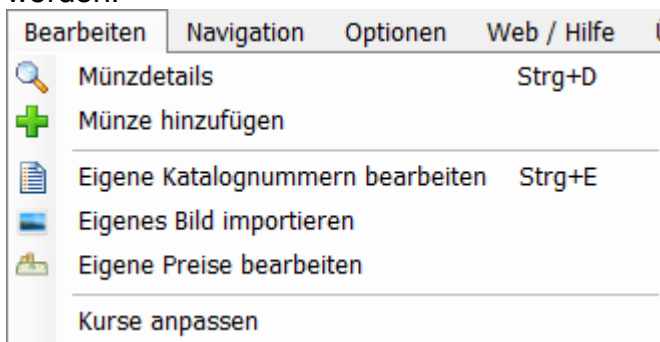 Bearbeiten Navigation Optionen Web / Hilfe
Münzdetails Strg+D
Münze hinzufügen
Eigene Katalognummern bearbeiten Strg+E
Eigenes Bild importieren
Eigene Preise bearbeiten
Kurse anpassen